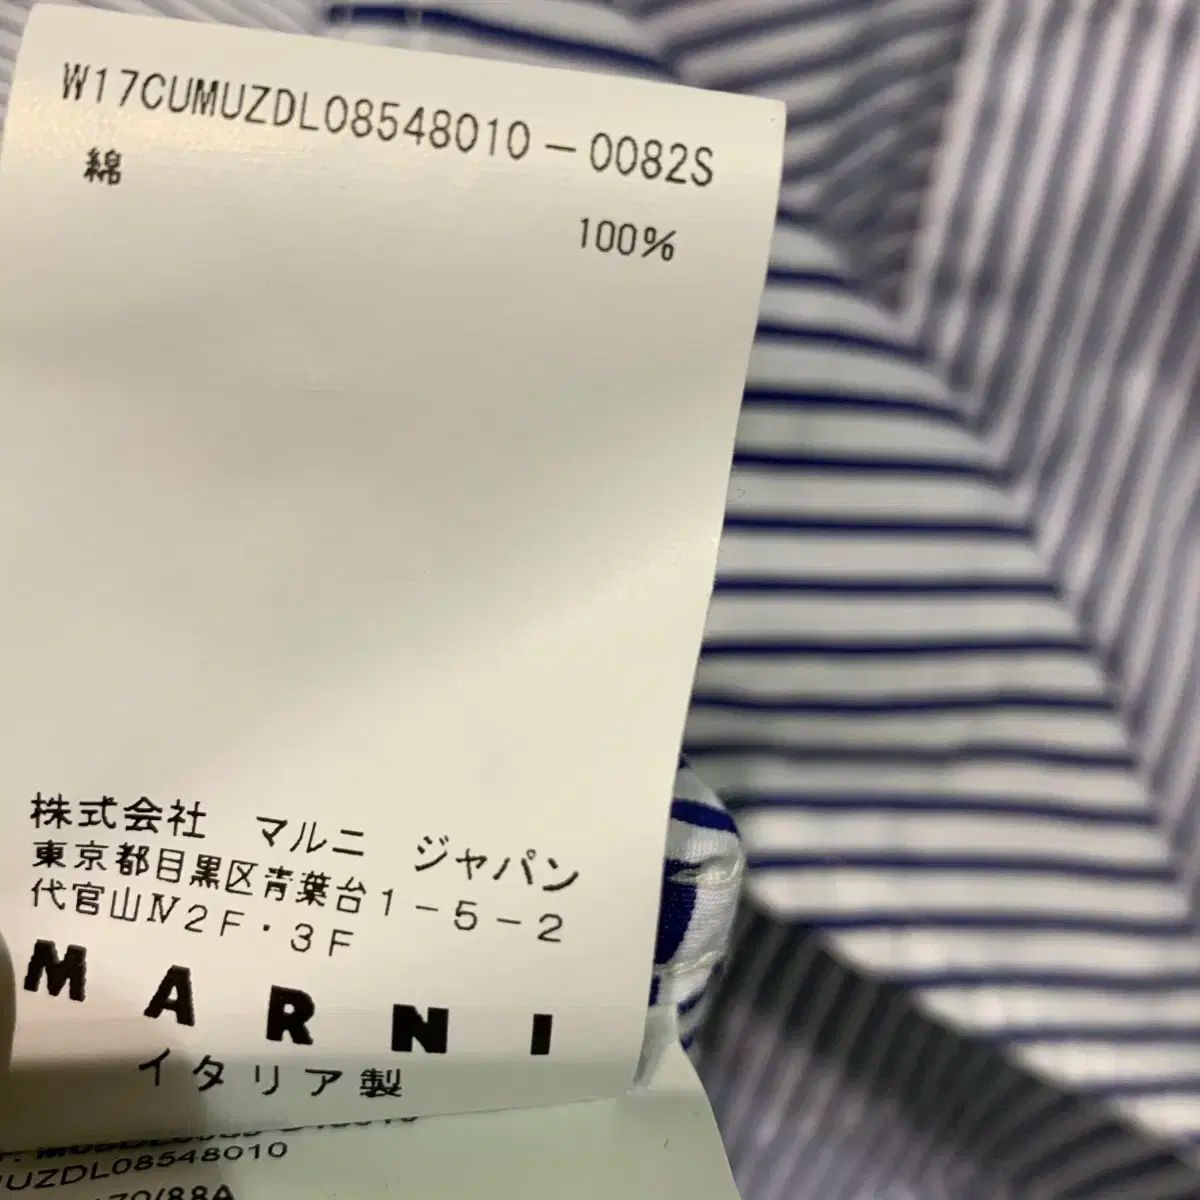 W17CUMUZDL08548010-0082S
綿
100%
株式会社 マルニ ジャパン
東京都目黒区青葉台1-5-2
代官山Ⅳ2F・3F
MARNI
イタリア製
UZDL08548010
170/88A